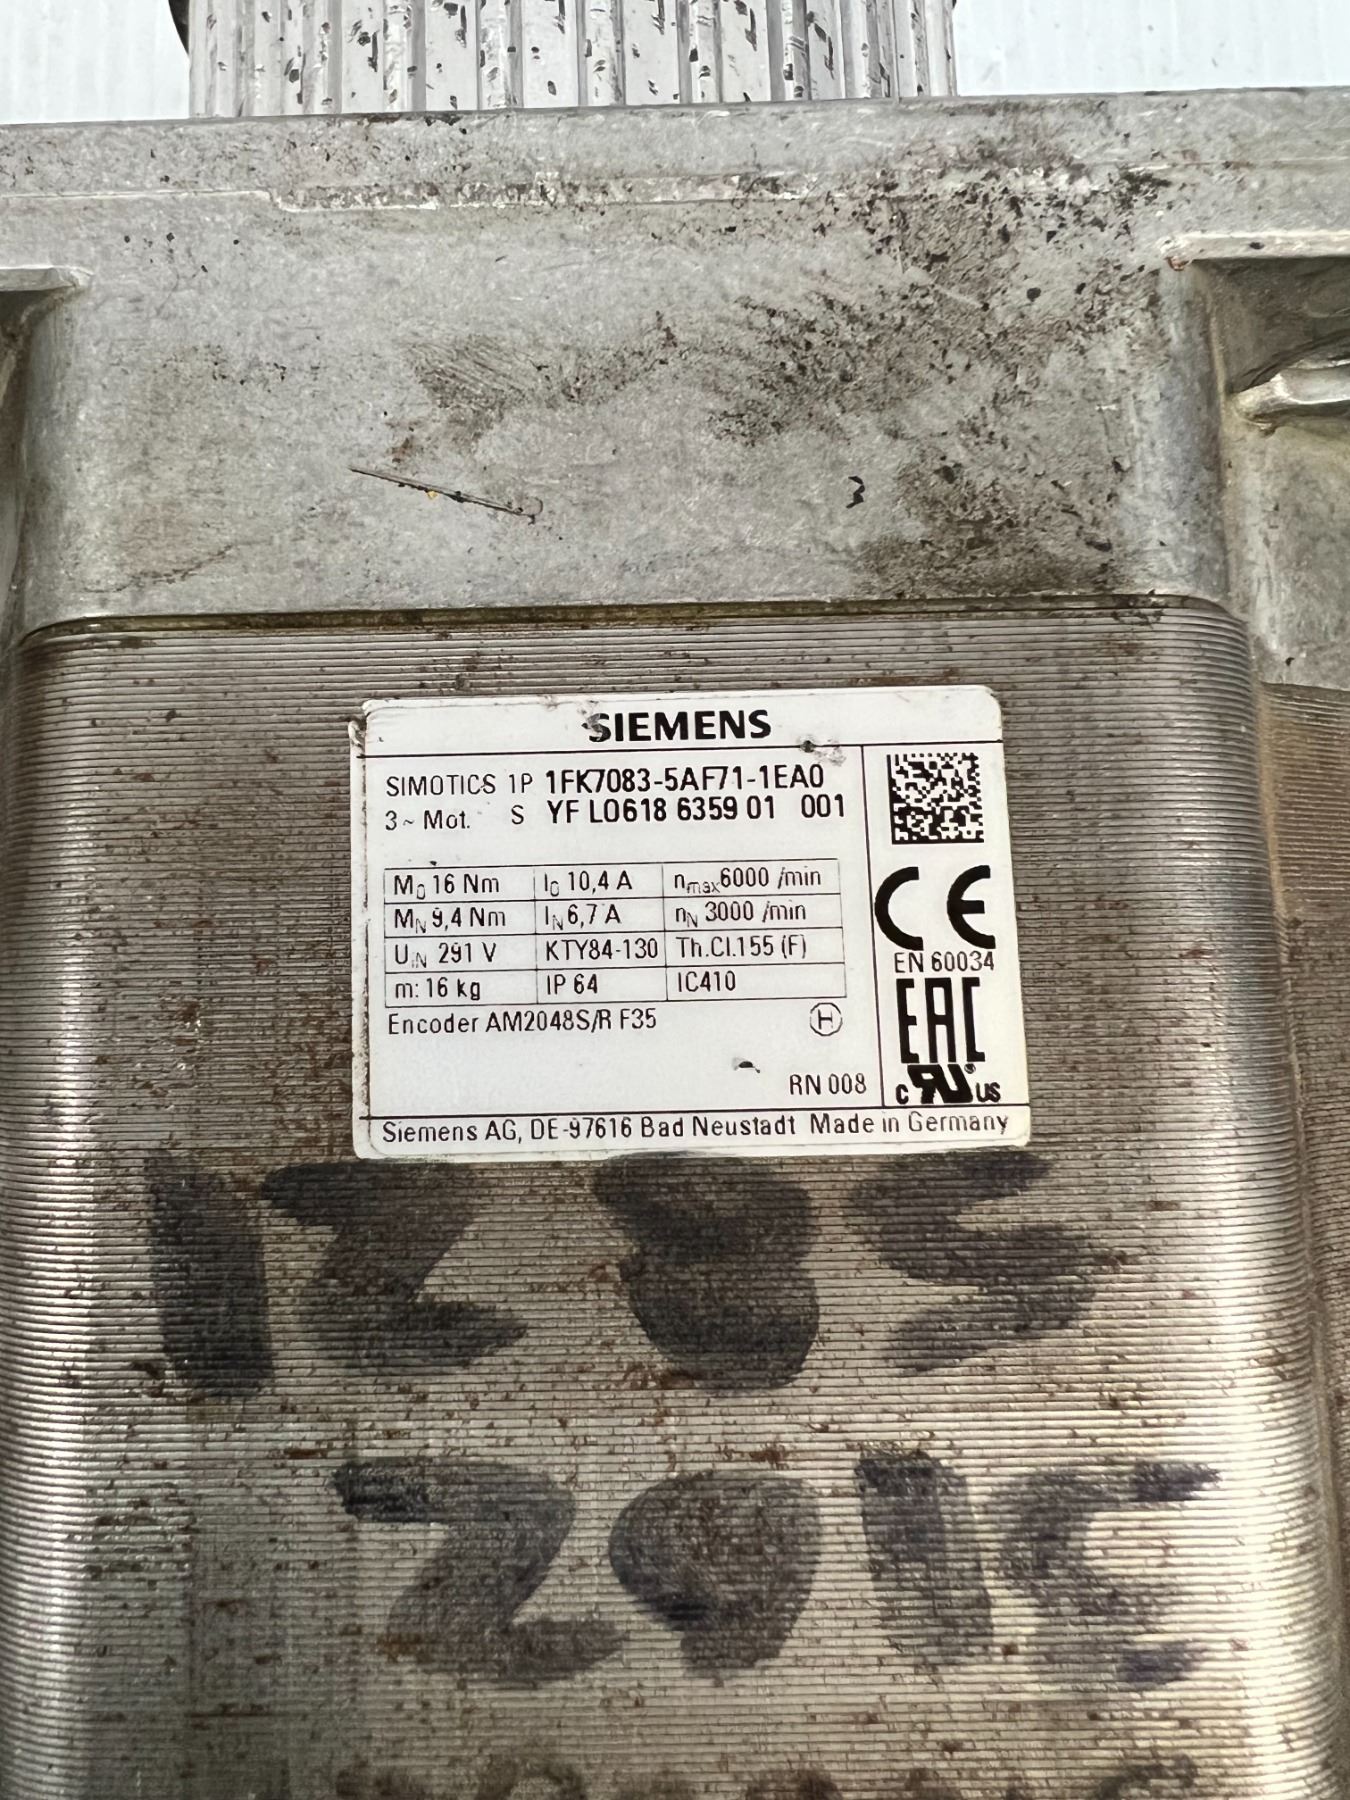 SIEMENS
SIMOTICS 1P 1FK7083-5AF71-1EA0
3~ Mot. S YF L0618 6359 01 001
M0 16 Nm I0 10,4 A nmax 6000 /min
MN 9,4 Nm IN 6,7 A nN 3000 /min
UIN 291 V KTY84-130 Th.Cl.155 (F)
m: 16 kg IP 64 IC410
Encoder AM2048S/R F35 H
RN 008
CE
EN 60034
EAC
c RU® US
Siemens AG, DE-97616 Bad Neustadt Made in Germany